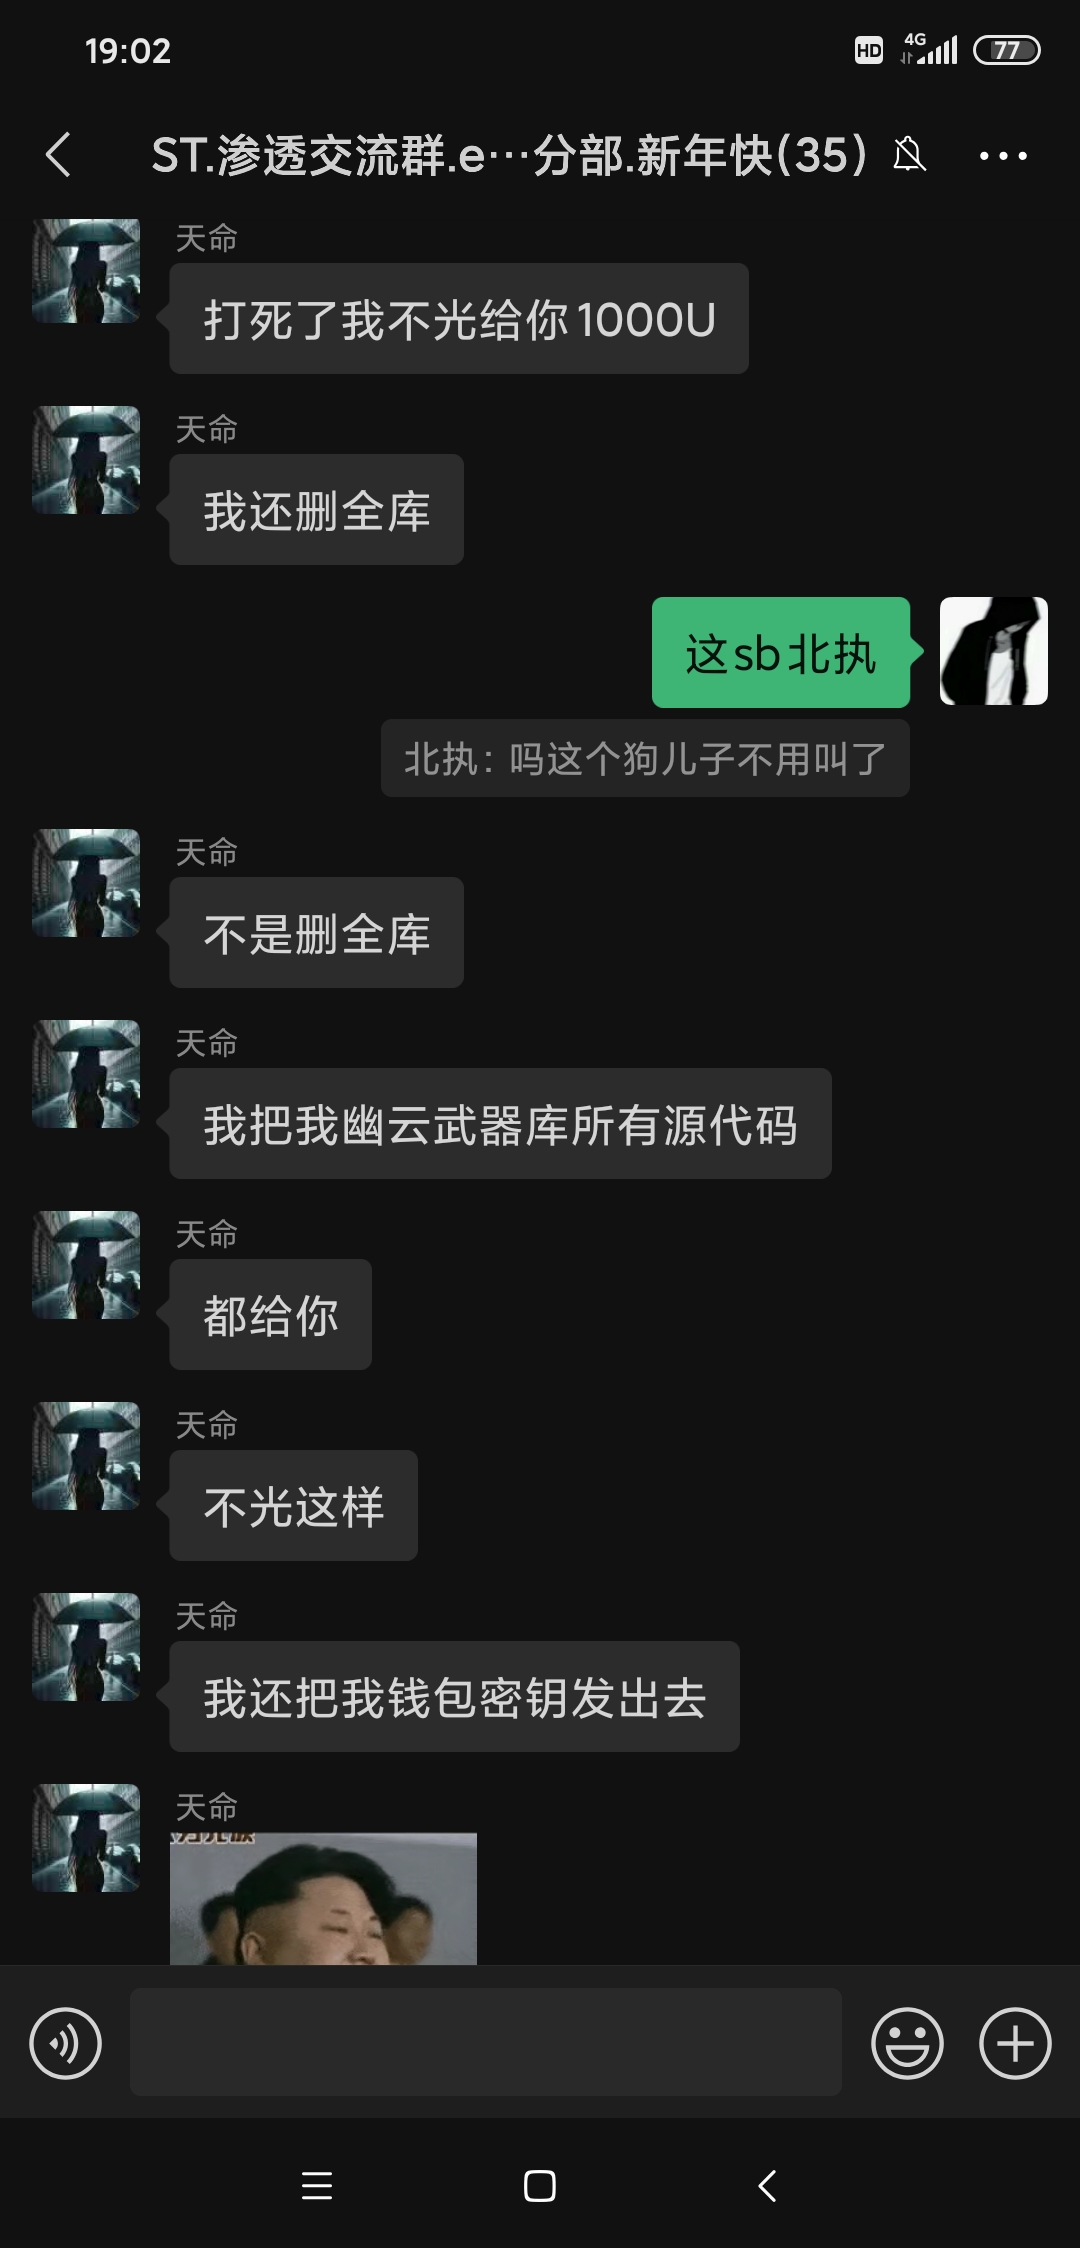 19:02
HD 4G 77
ST.渗透交流群.e…分部.新年快(35)
天命
打死了我不光给你1000U
天命
我还删全库
这sb北执
北执：吗这个狗儿子不用叫了
天命
不是删全库
天命
我把我幽云武器库所有源代码
天命
都给你
天命
不光这样
天命
我还把我钱包密钥发出去
天命